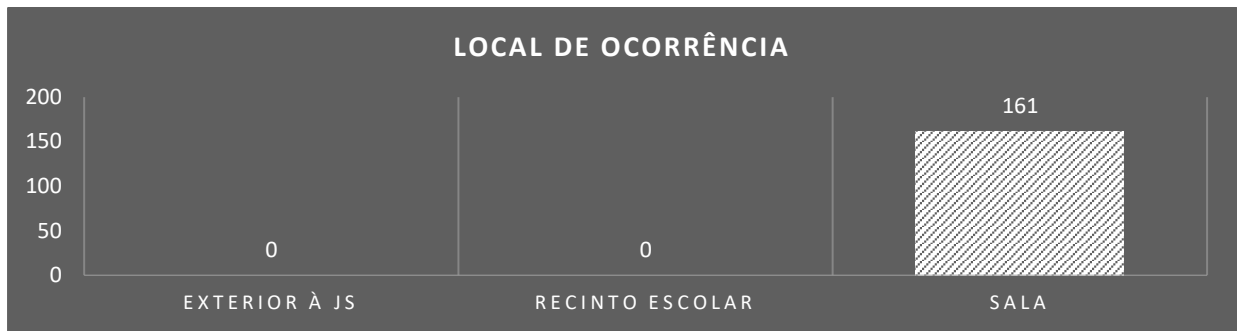 LOCAL DE OCORRÊNCIA
200
150
100
50
0
0
0
161
EXTERIOR À JS
RECINTO ESCOLAR
SALA